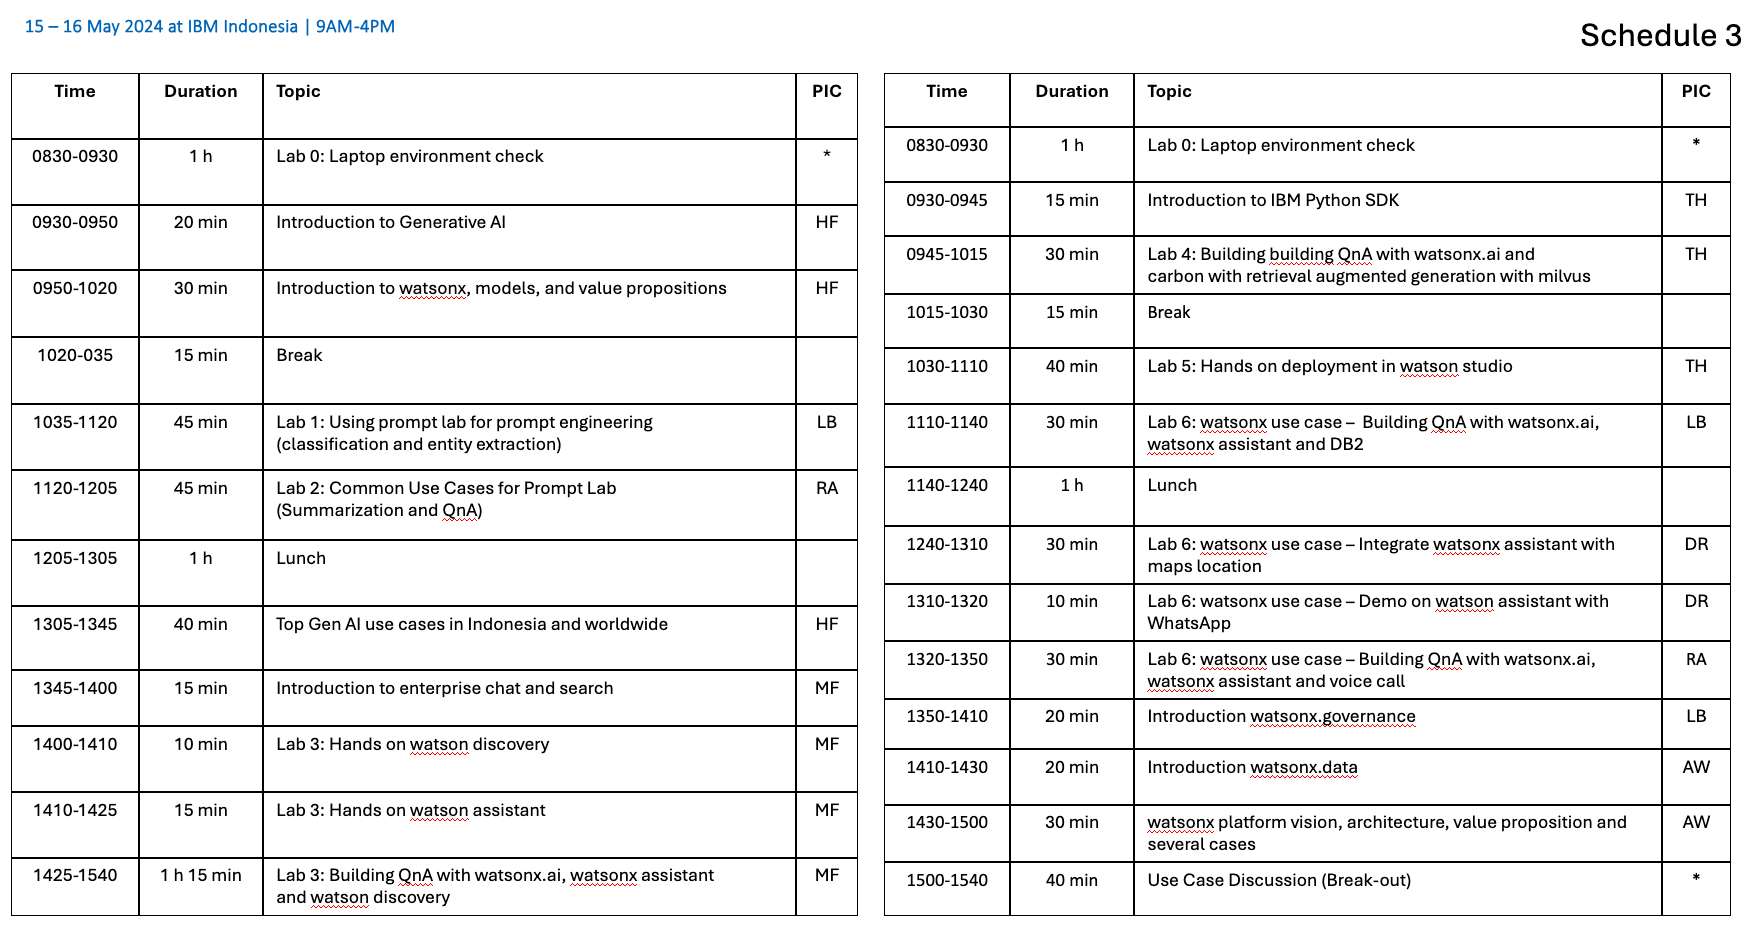 15 – 16 May 2024 at IBM Indonesia | 9AM-4PM
Schedule 3
Time Duration Topic PIC
0830-0930 1 h Lab 0: Laptop environment check *
0930-0950 20 min Introduction to Generative AI HF
0950-1020 30 min Introduction to watsonx, models, and value propositions HF
1020-035 15 min Break
1035-1120 45 min Lab 1: Using prompt lab for prompt engineering LB
(classification and entity extraction)
1120-1205 45 min Lab 2: Common Use Cases for Prompt Lab RA
(Summarization and QnA)
1205-1305 1 h Lunch
1305-1345 40 min Top Gen AI use cases in Indonesia and worldwide HF
1345-1400 15 min Introduction to enterprise chat and search MF
1400-1410 10 min Lab 3: Hands on watson discovery MF
1410-1425 15 min Lab 3: Hands on watson assistant MF
1425-1540 1 h 15 min Lab 3: Building QnA with watsonx.ai, watsonx assistant MF
and watson discovery
Time Duration Topic PIC
0830-0930 1 h Lab 0: Laptop environment check *
0930-0945 15 min Introduction to IBM Python SDK TH
0945-1015 30 min Lab 4: Building building QnA with watsonx.ai and TH
carbon with retrieval augmented generation with milvus
1015-1030 15 min Break
1030-1110 40 min Lab 5: Hands on deployment in watson studio TH
1110-1140 30 min Lab 6: watsonx use case – Building QnA with watsonx.ai, LB
watsonx assistant and DB2
1140-1240 1 h Lunch
1240-1310 30 min Lab 6: watsonx use case – Integrate watsonx assistant with DR
maps location
1310-1320 10 min Lab 6: watsonx use case – Demo on watson assistant with DR
WhatsApp
1320-1350 30 min Lab 6: watsonx use case – Building QnA with watsonx.ai, RA
watsonx assistant and voice call
1350-1410 20 min Introduction watsonx.governance LB
1410-1430 20 min Introduction watsonx.data AW
1430-1500 30 min watsonx platform vision, architecture, value proposition and AW
several cases
1500-1540 40 min Use Case Discussion (Break-out) *